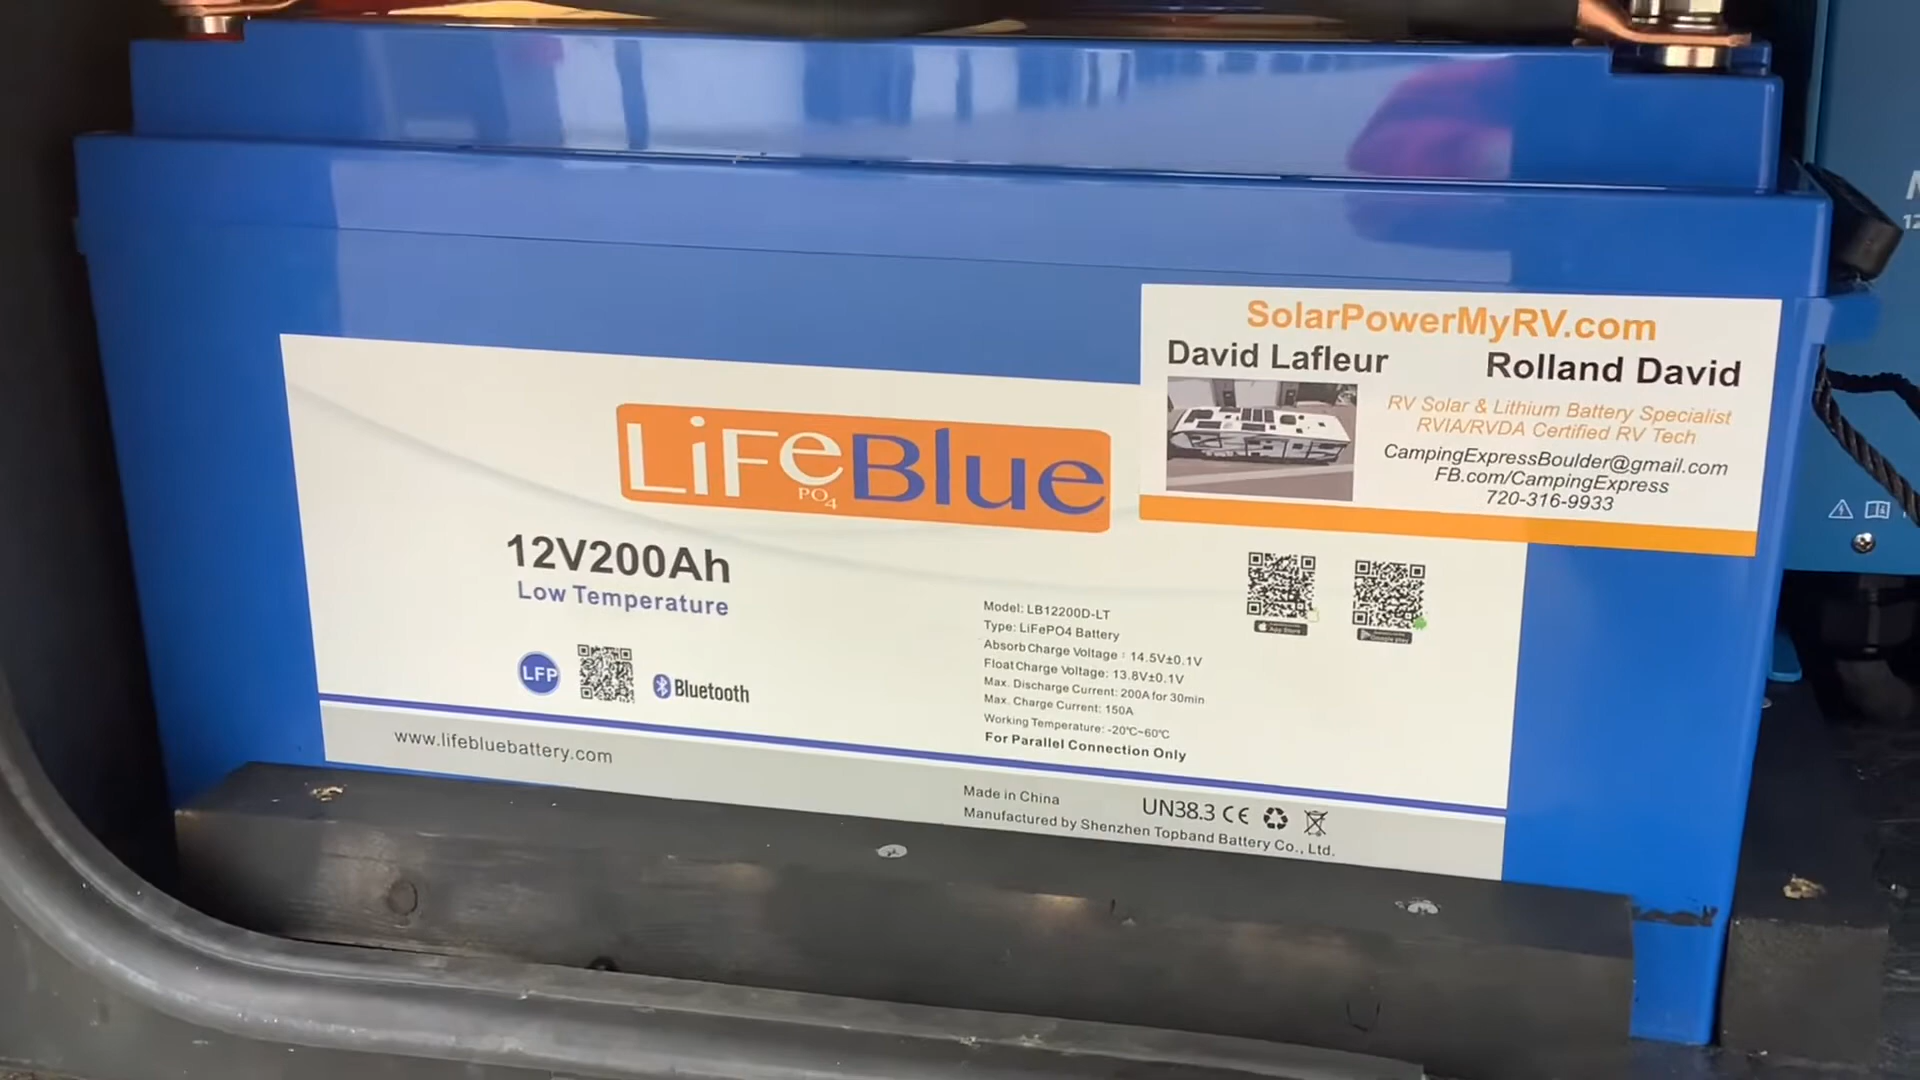 SolarPowerMyRV.com
David Lafleur
Rolland David
RV Solar & Lithium Battery Specialist
RVIA/RVDA Certified RV Tech
CampingExpressBoulder@gmail.com
FB.com/CampingExpress
720-316-9933
LiFeBlue
PO4
12V200Ah
Low Temperature
LFP
Bluetooth
Model: LB12200D-LT
Type: LiFePO4 Battery
Absorb Charge Voltage : 14.5V±0.1V
Float Charge Voltage: 13.8V±0.1V
Max. Discharge Current: 200A for 30min
Max. Charge Current: 150A
Working Temperature: -20℃~60℃
For Parallel Connection Only
App Store
Google play
www.lifebluebattery.com
Made in China
Manufactured by Shenzhen Topband Battery Co., Ltd.
UN38.3 CE